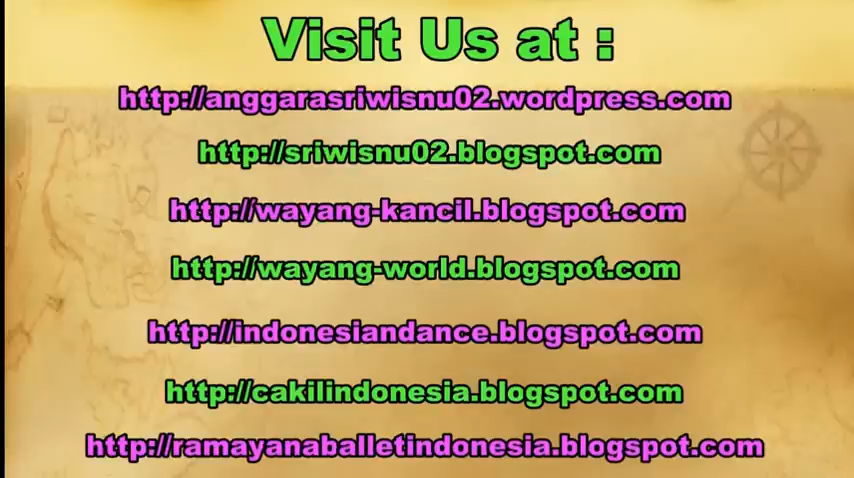 Visit Us at :
http://anggarasriwisnu02.wordpress.com
http://sriwisnu02.blogspot.com
http://wayang-kancil.blogspot.com
http://wayang-world.blogspot.com
http://indonesiandance.blogspot.com
http://cakilindonesia.blogspot.com
http://ramayanaballetindonesia.blogspot.com